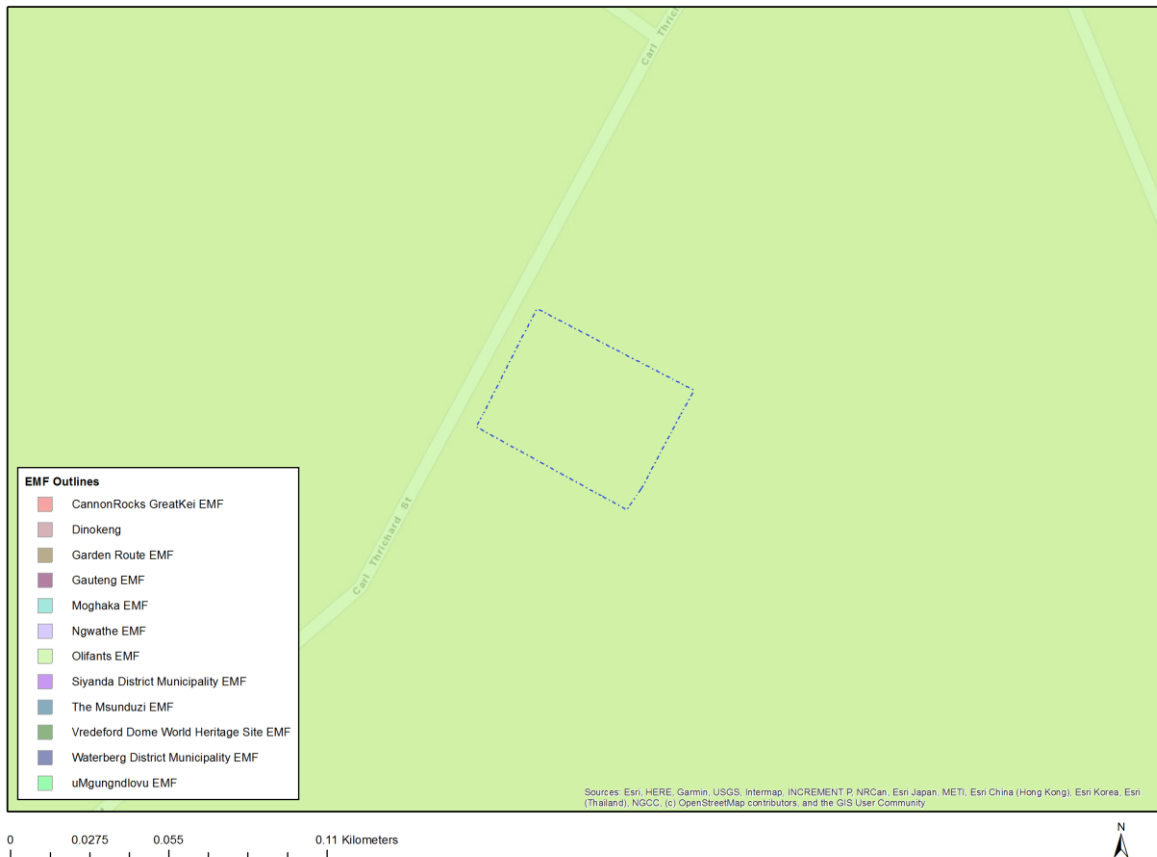 Carl Thrich
Carl Thrichard St
EMF Outlines
CannonRocks GreatKei EMF
Dinokeng
Garden Route EMF
Gauteng EMF
Moghaka EMF
Ngwathe EMF
Olifants EMF
Siyanda District Municipality EMF
The Msunduzi EMF
Vredeford Dome World Heritage Site EMF
Waterberg District Municipality EMF
uMgungndlovu EMF
Sources: Esri, HERE, Garmin, USGS, Intermap, INCREMENT P, NRCan, Esri Japan, METI, Esri China (Hong Kong), Esri Korea, Esri
(Thailand), NGCC, (c) OpenStreetMap contributors, and the GIS User Community
0 0.0275 0.055 0.11 Kilometers
N